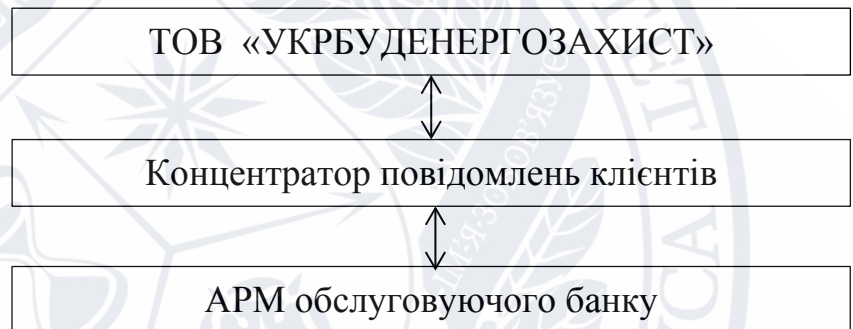 ТОВ «УКРБУДЕНЕРГОЗАХИСТ»
Концентратор повідомлень клієнтів
АРМ обслуговуючого банку